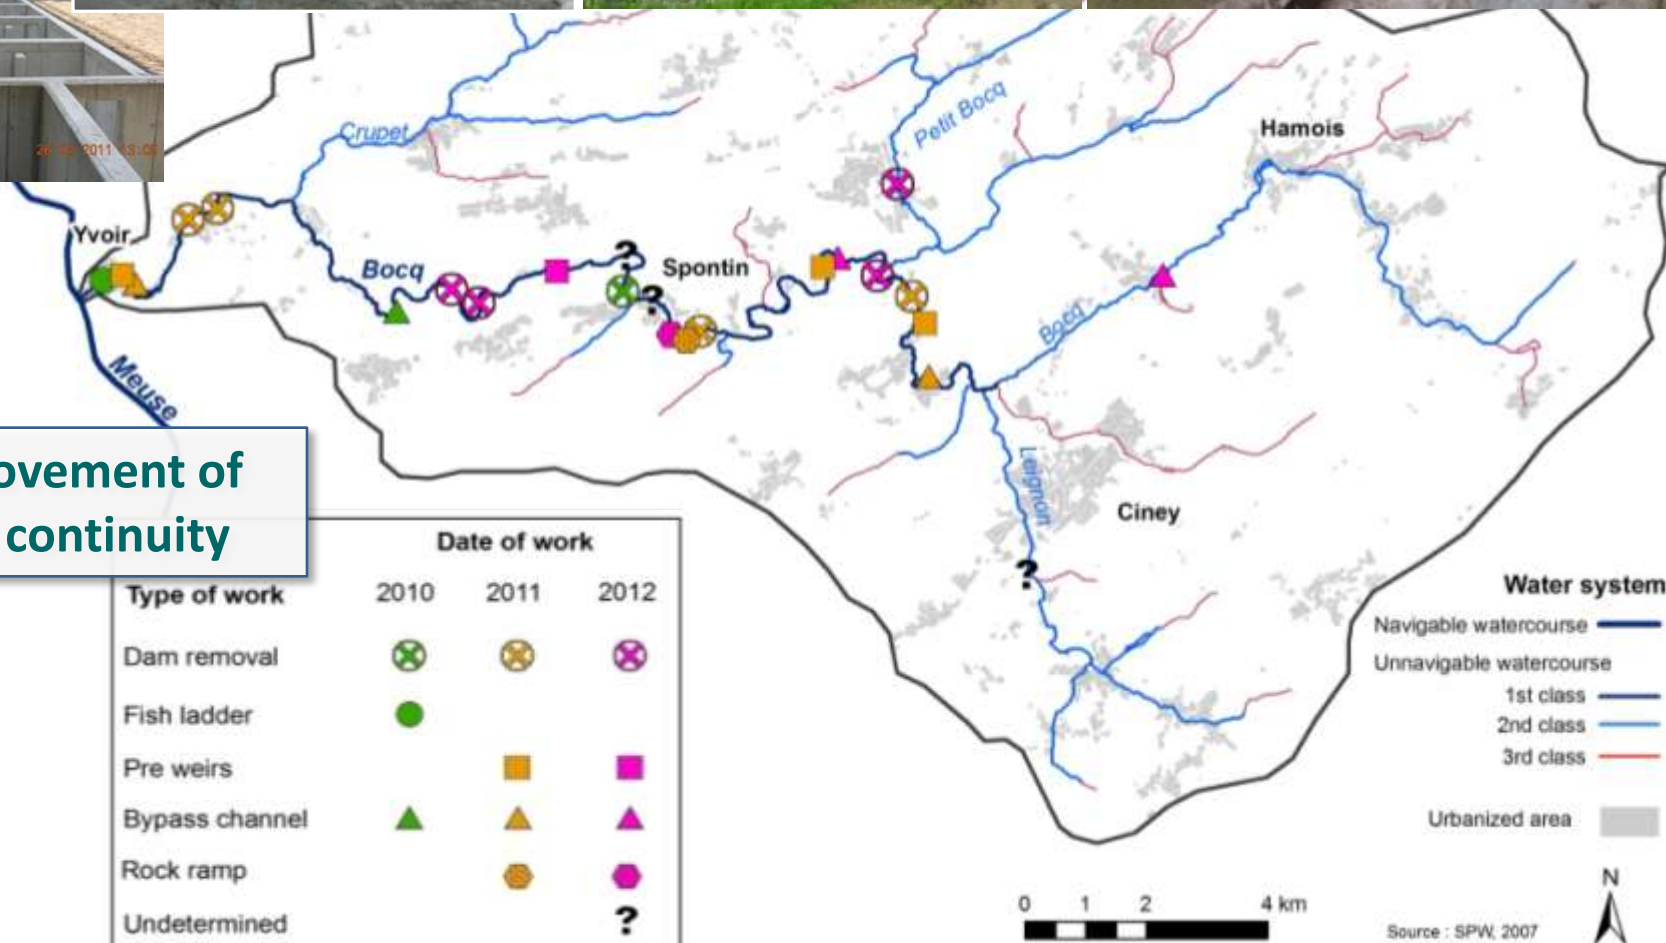 Crupet
Petit Bocq
Hamois
Yvoir
Bocq
?
Spontin
?
Bocq
Meuse
Leignon
Ciney
?
ovement of
continuity
Date of work
Type of work 2010 2011 2012
Dam removal
Fish ladder
Pre weirs
Bypass channel
Rock ramp
Undetermined ?
Water system
Navigable watercourse
Unnavigable watercourse
1st class
2nd class
3rd class
Urbanized area
N
0 1 2 4 km
Source : SPW, 2007